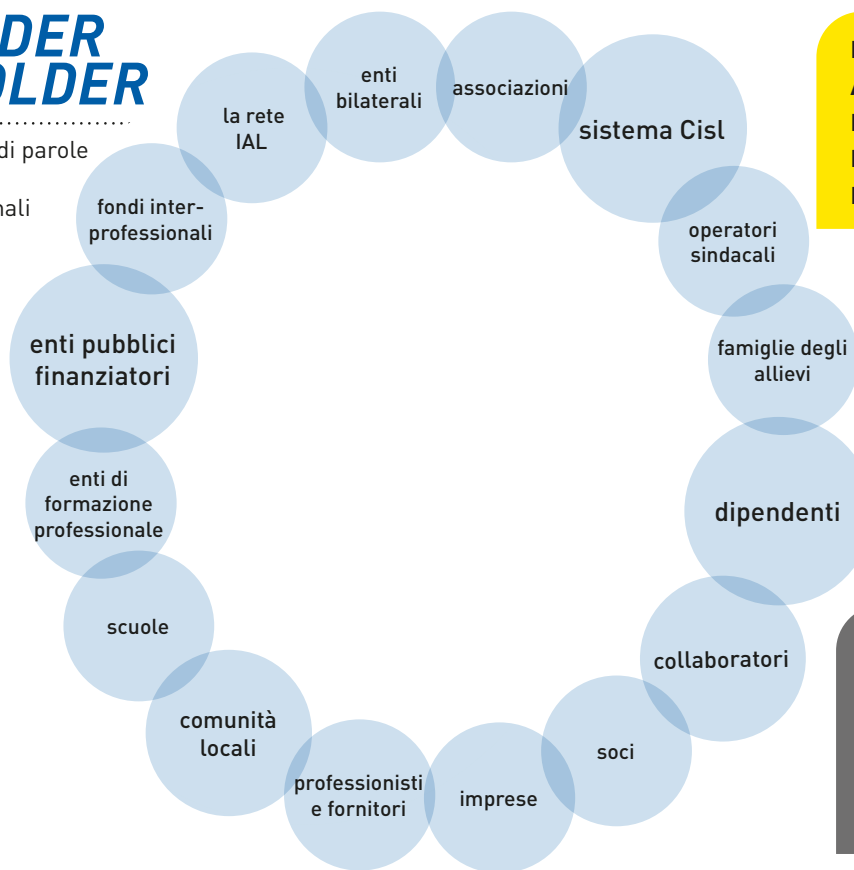 DER
OLDER
di parole
nali
enti
bilaterali
associazioni
sistema Cisl
operatori
sindacali
famiglie degli
allievi
dipendenti
collaboratori
soci
imprese
professionisti
e fornitori
comunità
locali
scuole
enti di
formazione
professionale
enti pubblici
finanziatori
fondi inter-
professionali
la rete
IAL